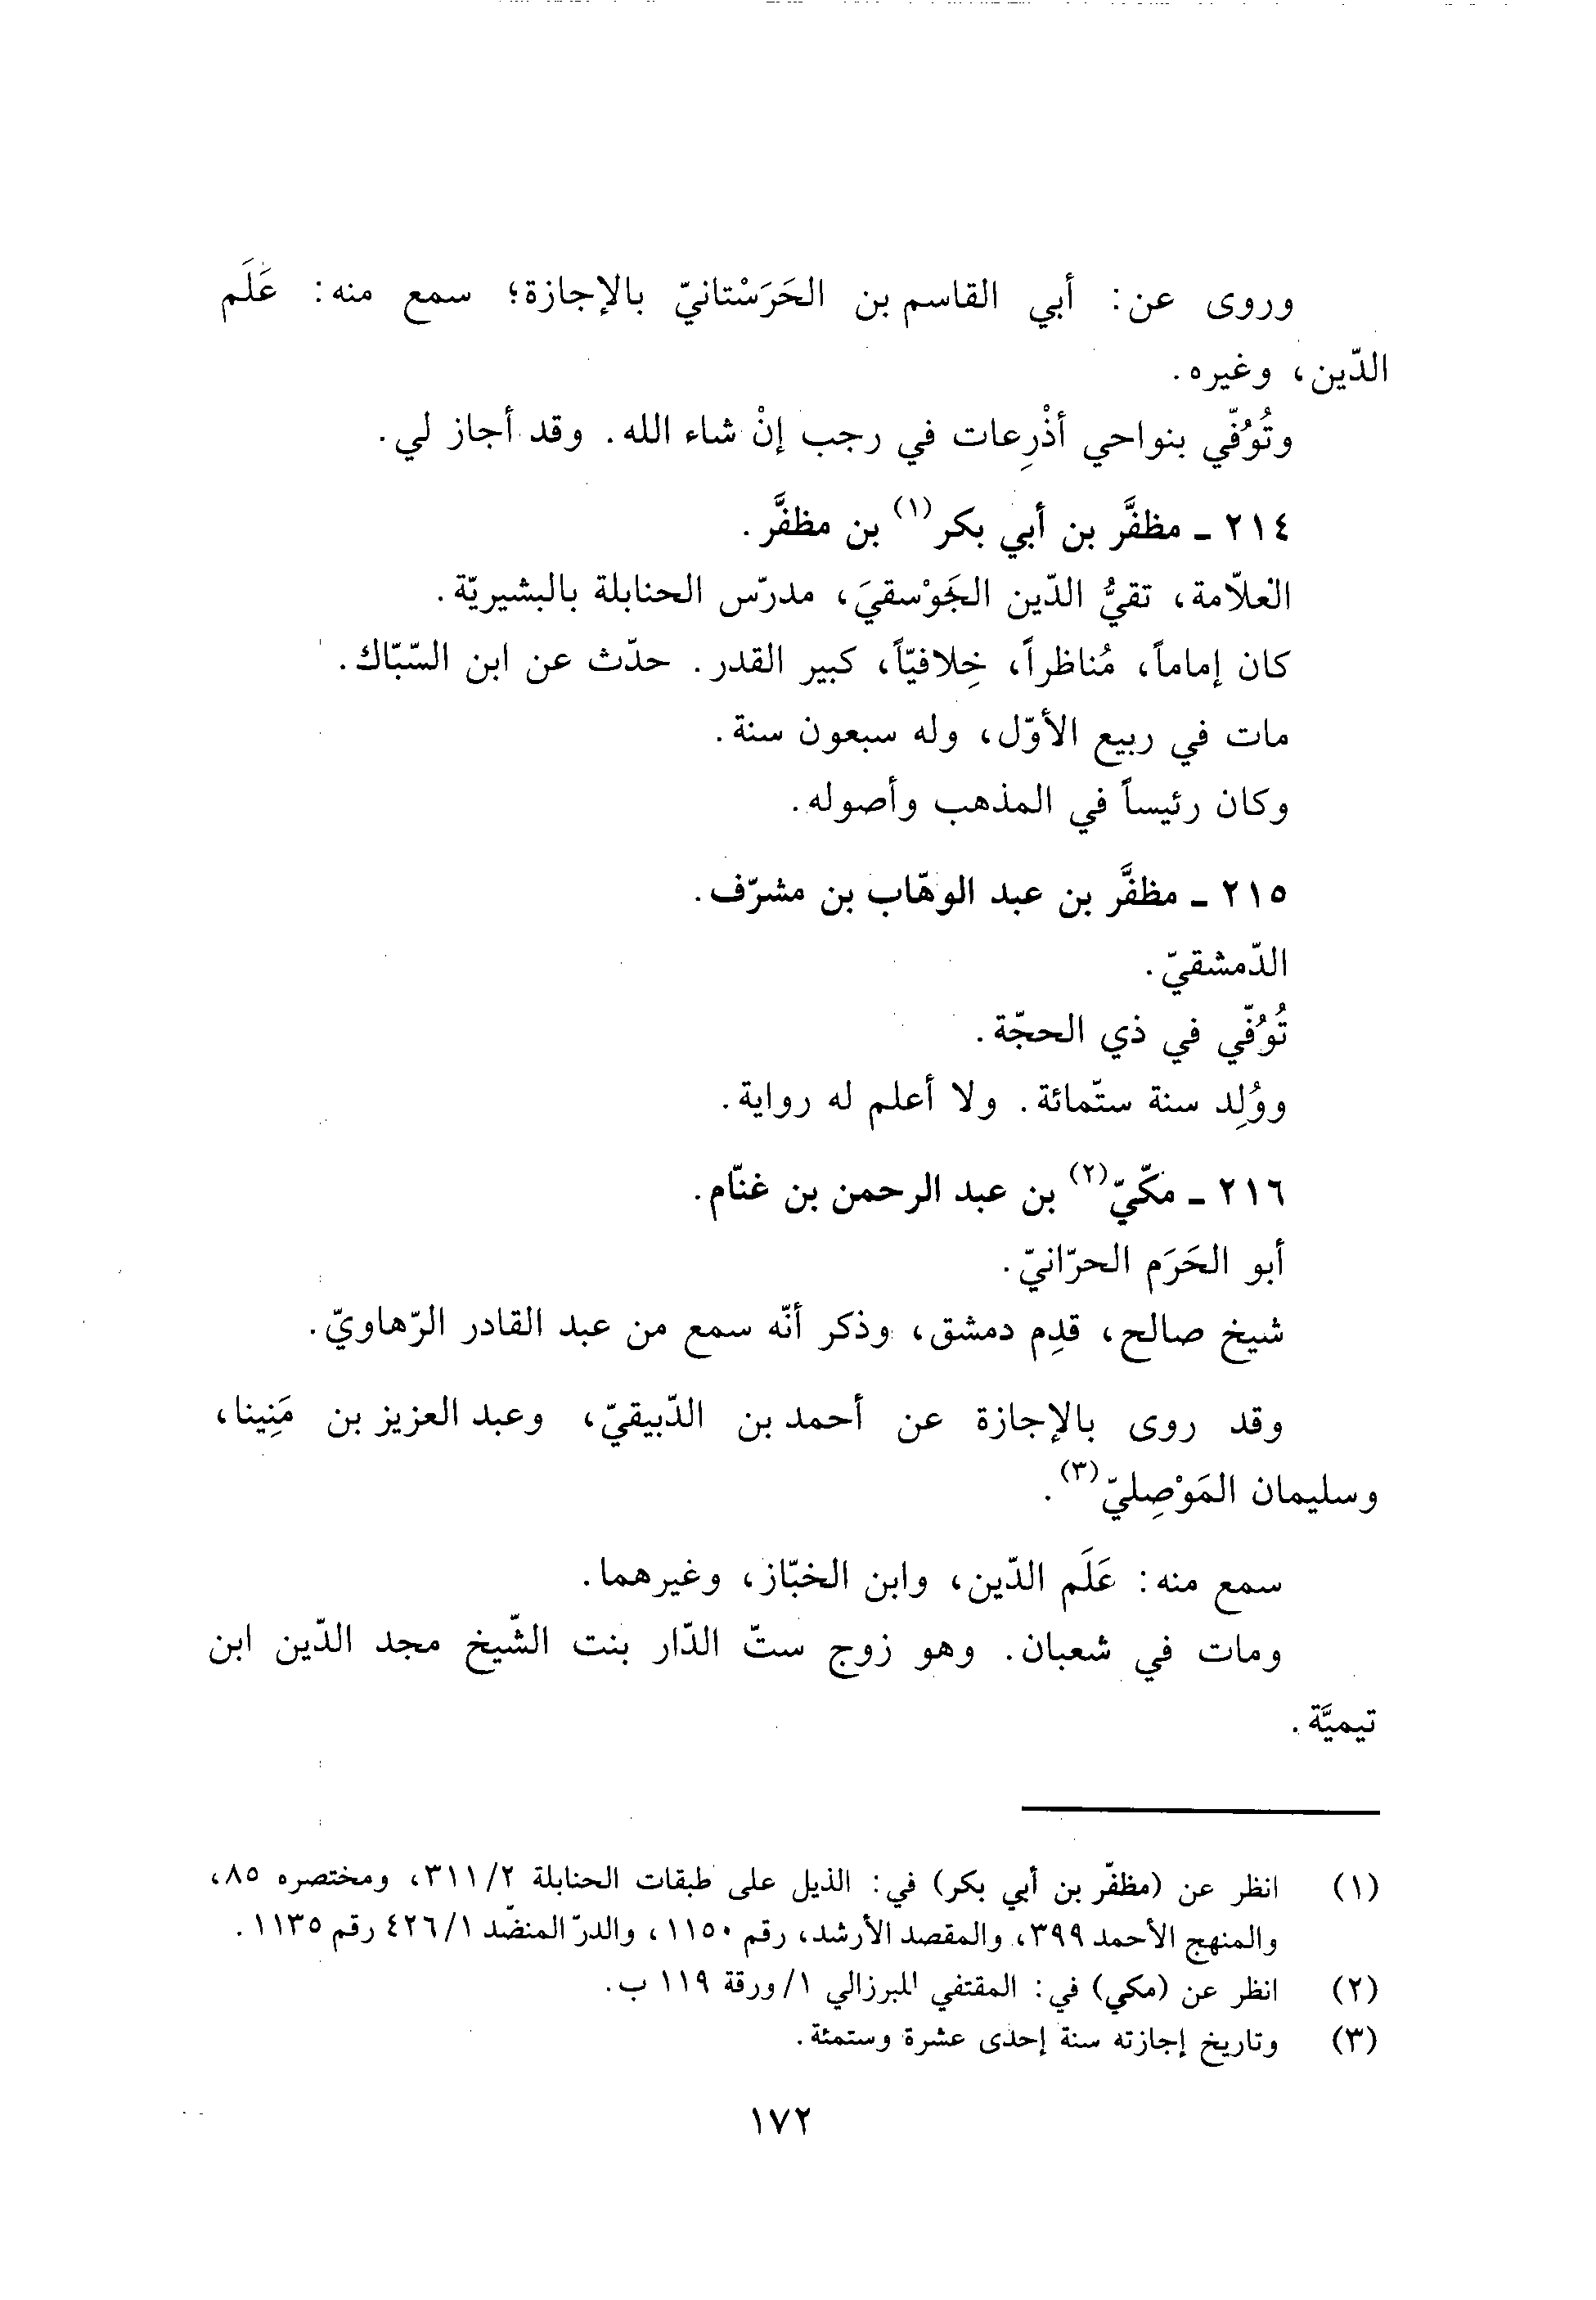 وروى عن: أبي القاسم بن الحَرَسْتانيّ بالإجازة؛ سمع منه: عَلَم
الدّين، وغيره.
وتُوُفّي بنواحي أذْرِعات في رجب إنْ شاء الله. وقد أجاز لي.
٢١٤ ـ مظفَّر بن أبي بكر(١) بن مظفَّر.
العلاّمة، تقيُّ الدّين الجَوْسقيَ، مدرّس الحنابلة بالبشيريّة.
كان إماماً، مُناظراً، خِلافيّاً، كبير القدر. حدّث عن ابن السّبّاك.
مات في ربيع الأوّل، وله سبعون سنة.
وكان رئيساً في المذهب وأصوله.
٢١٥ ـ مظفَّر بن عبد الوهّاب بن مشرّف.
الدّمشقيّ.
تُوُفّي في ذي الحجّة.
ووُلِد سنة ستّمائة. ولا أعلم له رواية.
٢١٦ ـ مكّيّ(٢) بن عبد الرحمن بن غنّام.
أبو الحَرَم الحرّانيّ.
شيخ صالح، قدِم دمشق، وذكر أنّه سمع من عبد القادر الرّهاويّ.
وقد روى بالإجازة عن أحمد بن الدّبيقيّ، وعبد العزيز بن مَنِينا،
وسليمان المَوْصِليّ(٣).
سمع منه: عَلَم الدّين، وابن الخبّاز، وغيرهما.
ومات في شعبان. وهو زوج ستّ الدّار بنت الشّيخ مجد الدّين ابن
تيميَّة.
(١) انظر عن (مظفّر بن أبي بكر) في: الذيل على طبقات الحنابلة ٢/٣١١، ومختصره ٨٥،
والمنهج الأحمد ٣٩٩، والمقصد الأرشد، رقم ١١٥٠، والدرّ المنضّد ١/٤٢٦ رقم ١١٣٥.
(٢) انظر عن (مكي) في: المقتفي للبرزالي ١/ورقة ١١٩ ب.
(٣) وتاريخ إجازته سنة إحدى عشرة وستمئة.
١٧٢